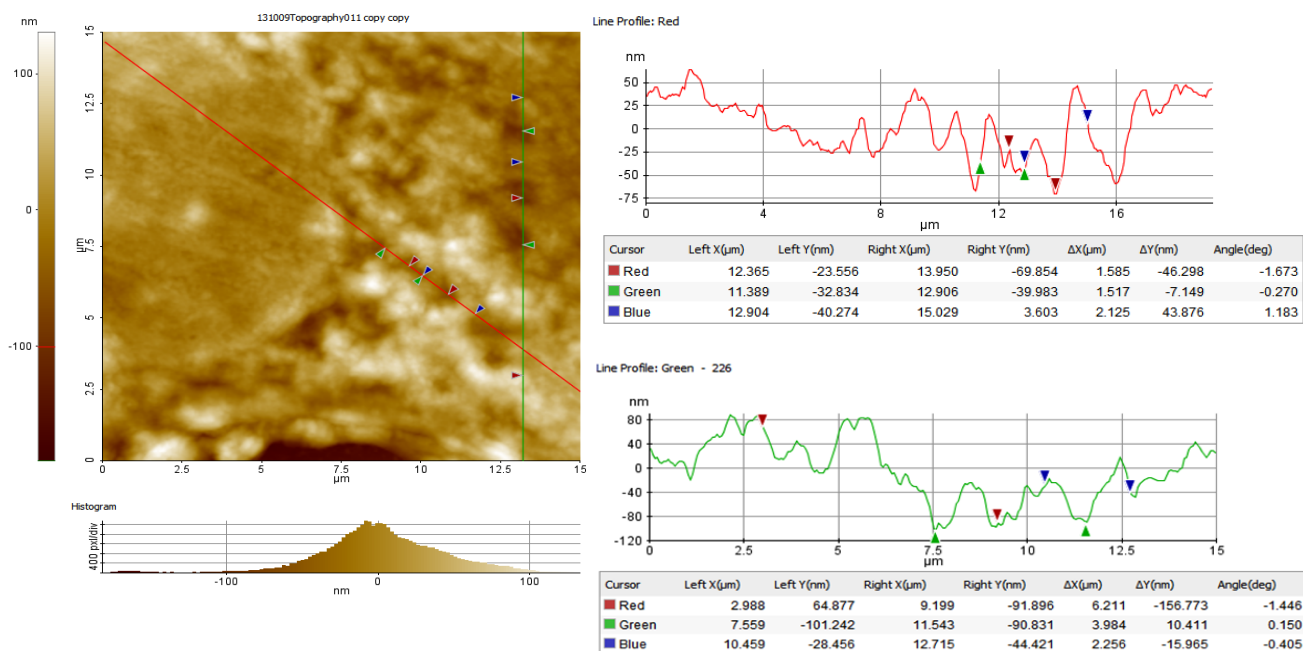 131009Topography011 copy copy
nm
100
0
-100
15
12.5
10
7.5
5
2.5
0
μm
0 2.5 5 7.5 10 12.5 15
μm
Histogram
400 pxl/div
-100 0 100
nm
Line Profile: Red
nm
50
25
0
-25
-50
-75
0 4 8 12 16
μm
Cursor Left X(μm) Left Y(nm) Right X(μm) Right Y(nm) ΔX(μm) ΔY(nm) Angle(deg)
Red 12.365 -23.556 13.950 -69.854 1.585 -46.298 -1.673
Green 11.389 -32.834 12.906 -39.983 1.517 -7.149 -0.270
Blue 12.904 -40.274 15.029 3.603 2.125 43.876 1.183
Line Profile: Green - 226
nm
80
40
0
-40
-80
-120
0 2.5 5 7.5 10 12.5 15
μm
Cursor Left X(μm) Left Y(nm) Right X(μm) Right Y(nm) ΔX(μm) ΔY(nm) Angle(deg)
Red 2.988 64.877 9.199 -91.896 6.211 -156.773 -1.446
Green 7.559 -101.242 11.543 -90.831 3.984 10.411 0.150
Blue 10.459 -28.456 12.715 -44.421 2.256 -15.965 -0.405